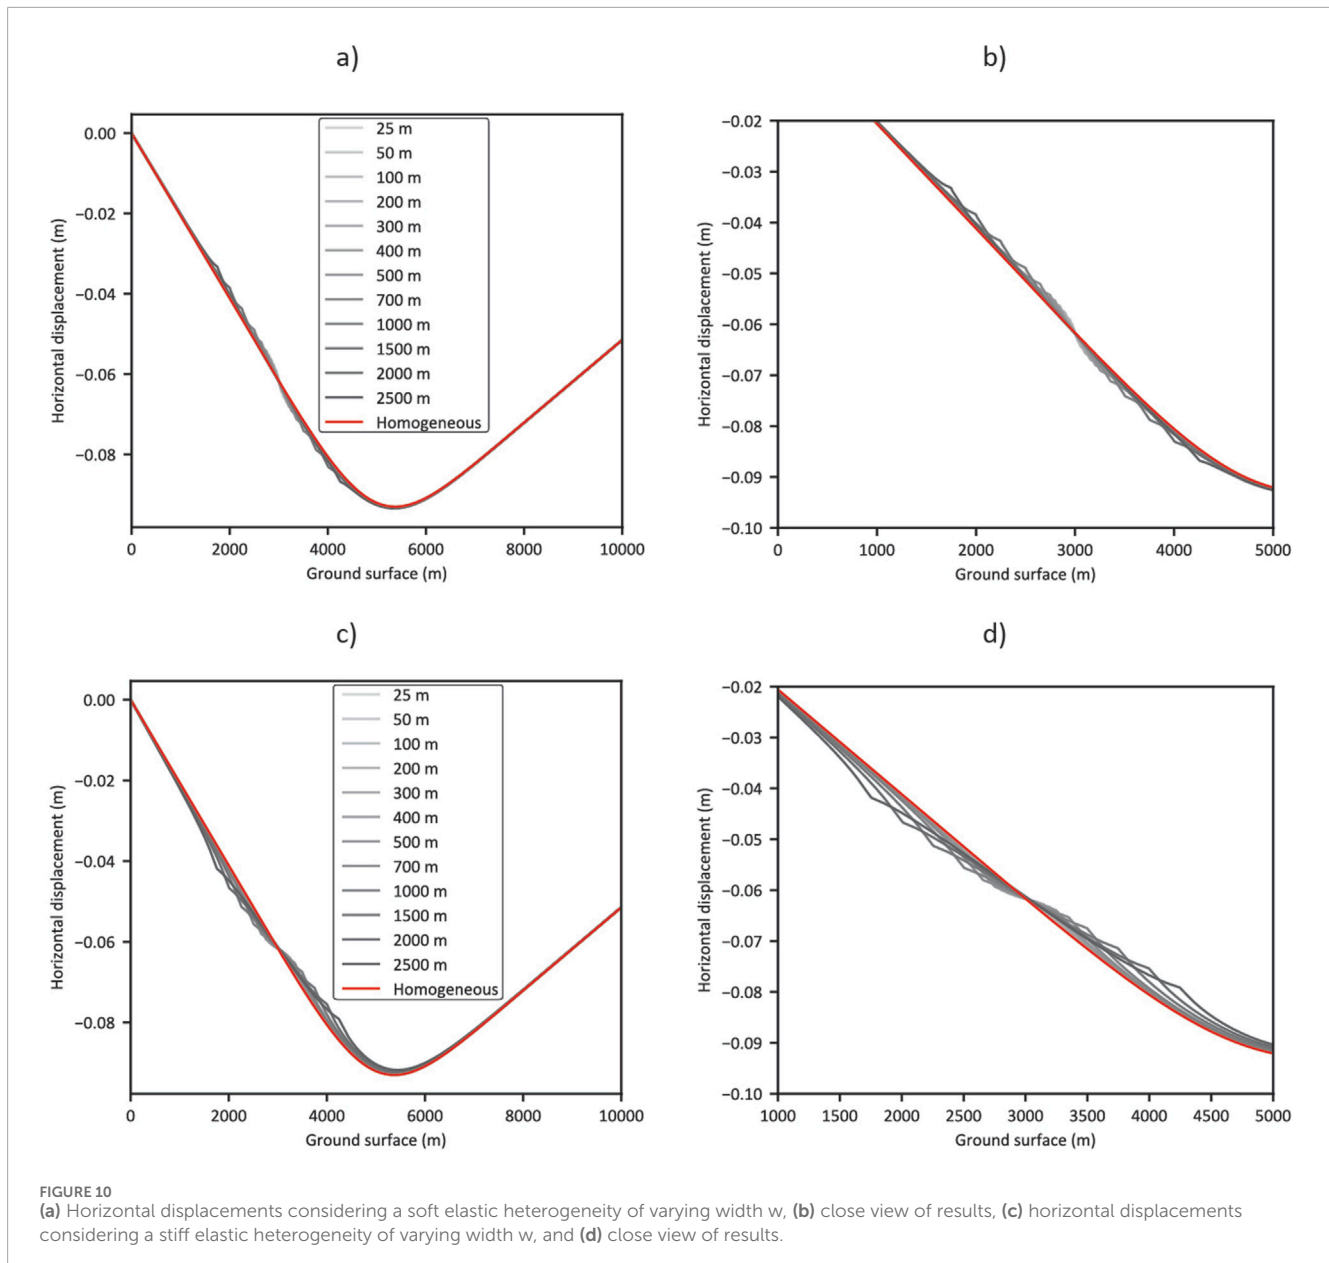 a)
0.00
−0.02
−0.04
−0.06
−0.08
Horizontal displacement (m)
25 m
50 m
100 m
200 m
300 m
400 m
500 m
700 m
1000 m
1500 m
2000 m
2500 m
Homogeneous
0 2000 4000 6000 8000 10000
Ground surface (m)
b)
−0.02
−0.03
−0.04
−0.05
−0.06
−0.07
−0.08
−0.09
−0.10
Horizontal displacement (m)
0 1000 2000 3000 4000 5000
Ground surface (m)
c)
0.00
−0.02
−0.04
−0.06
−0.08
Horizontal displacement (m)
25 m
50 m
100 m
200 m
300 m
400 m
500 m
700 m
1000 m
1500 m
2000 m
2500 m
Homogeneous
0 2000 4000 6000 8000 10000
Ground surface (m)
d)
−0.02
−0.03
−0.04
−0.05
−0.06
−0.07
−0.08
−0.09
−0.10
Horizontal displacement (m)
1000 1500 2000 2500 3000 3500 4000 4500 5000
Ground surface (m)
FIGURE 10
(a) Horizontal displacements considering a soft elastic heterogeneity of varying width w, (b) close view of results, (c) horizontal displacements
considering a stiff elastic heterogeneity of varying width w, and (d) close view of results.